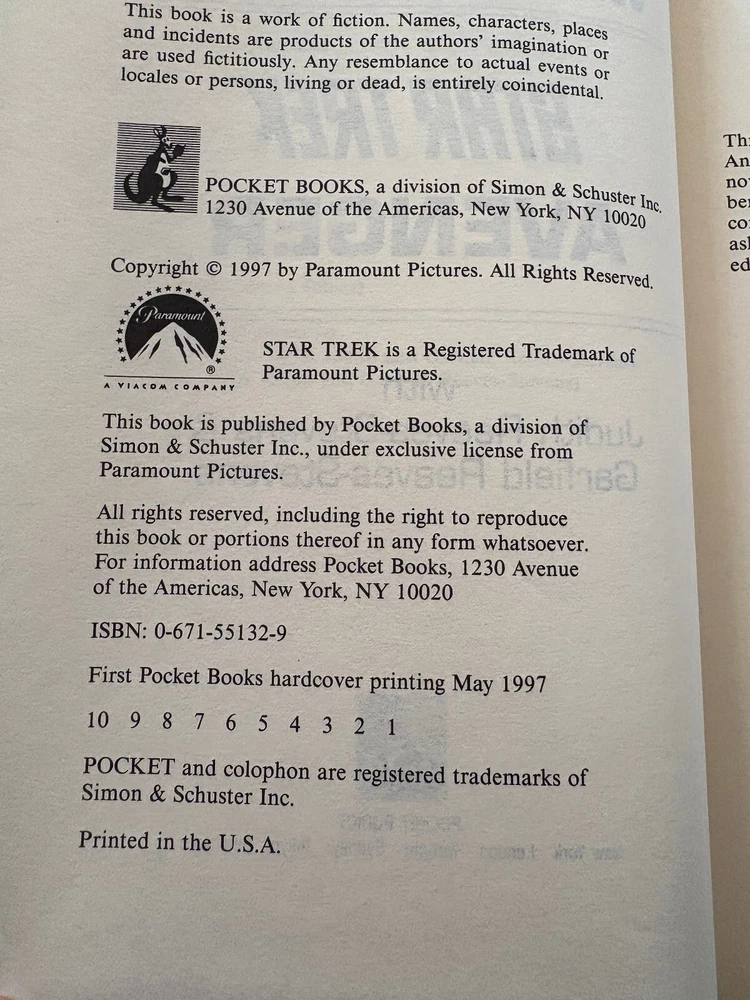 This book is a work of fiction. Names, characters, places
and incidents are products of the authors' imagination or
are used fictitiously. Any resemblance to actual events or
locales or persons, living or dead, is entirely coincidental.
POCKET BOOKS, a division of Simon & Schuster Inc.
1230 Avenue of the Americas, New York, NY 10020
Copyright © 1997 by Paramount Pictures. All Rights Reserved.
Paramount
®
A VIACOM COMPANY
STAR TREK is a Registered Trademark of
Paramount Pictures.
This book is published by Pocket Books, a division of
Simon & Schuster Inc., under exclusive license from
Paramount Pictures.
All rights reserved, including the right to reproduce
this book or portions thereof in any form whatsoever.
For information address Pocket Books, 1230 Avenue
of the Americas, New York, NY 10020
ISBN: 0-671-55132-9
First Pocket Books hardcover printing May 1997
10 9 8 7 6 5 4 3 2 1
POCKET and colophon are registered trademarks of
Simon & Schuster Inc.
Printed in the U.S.A.